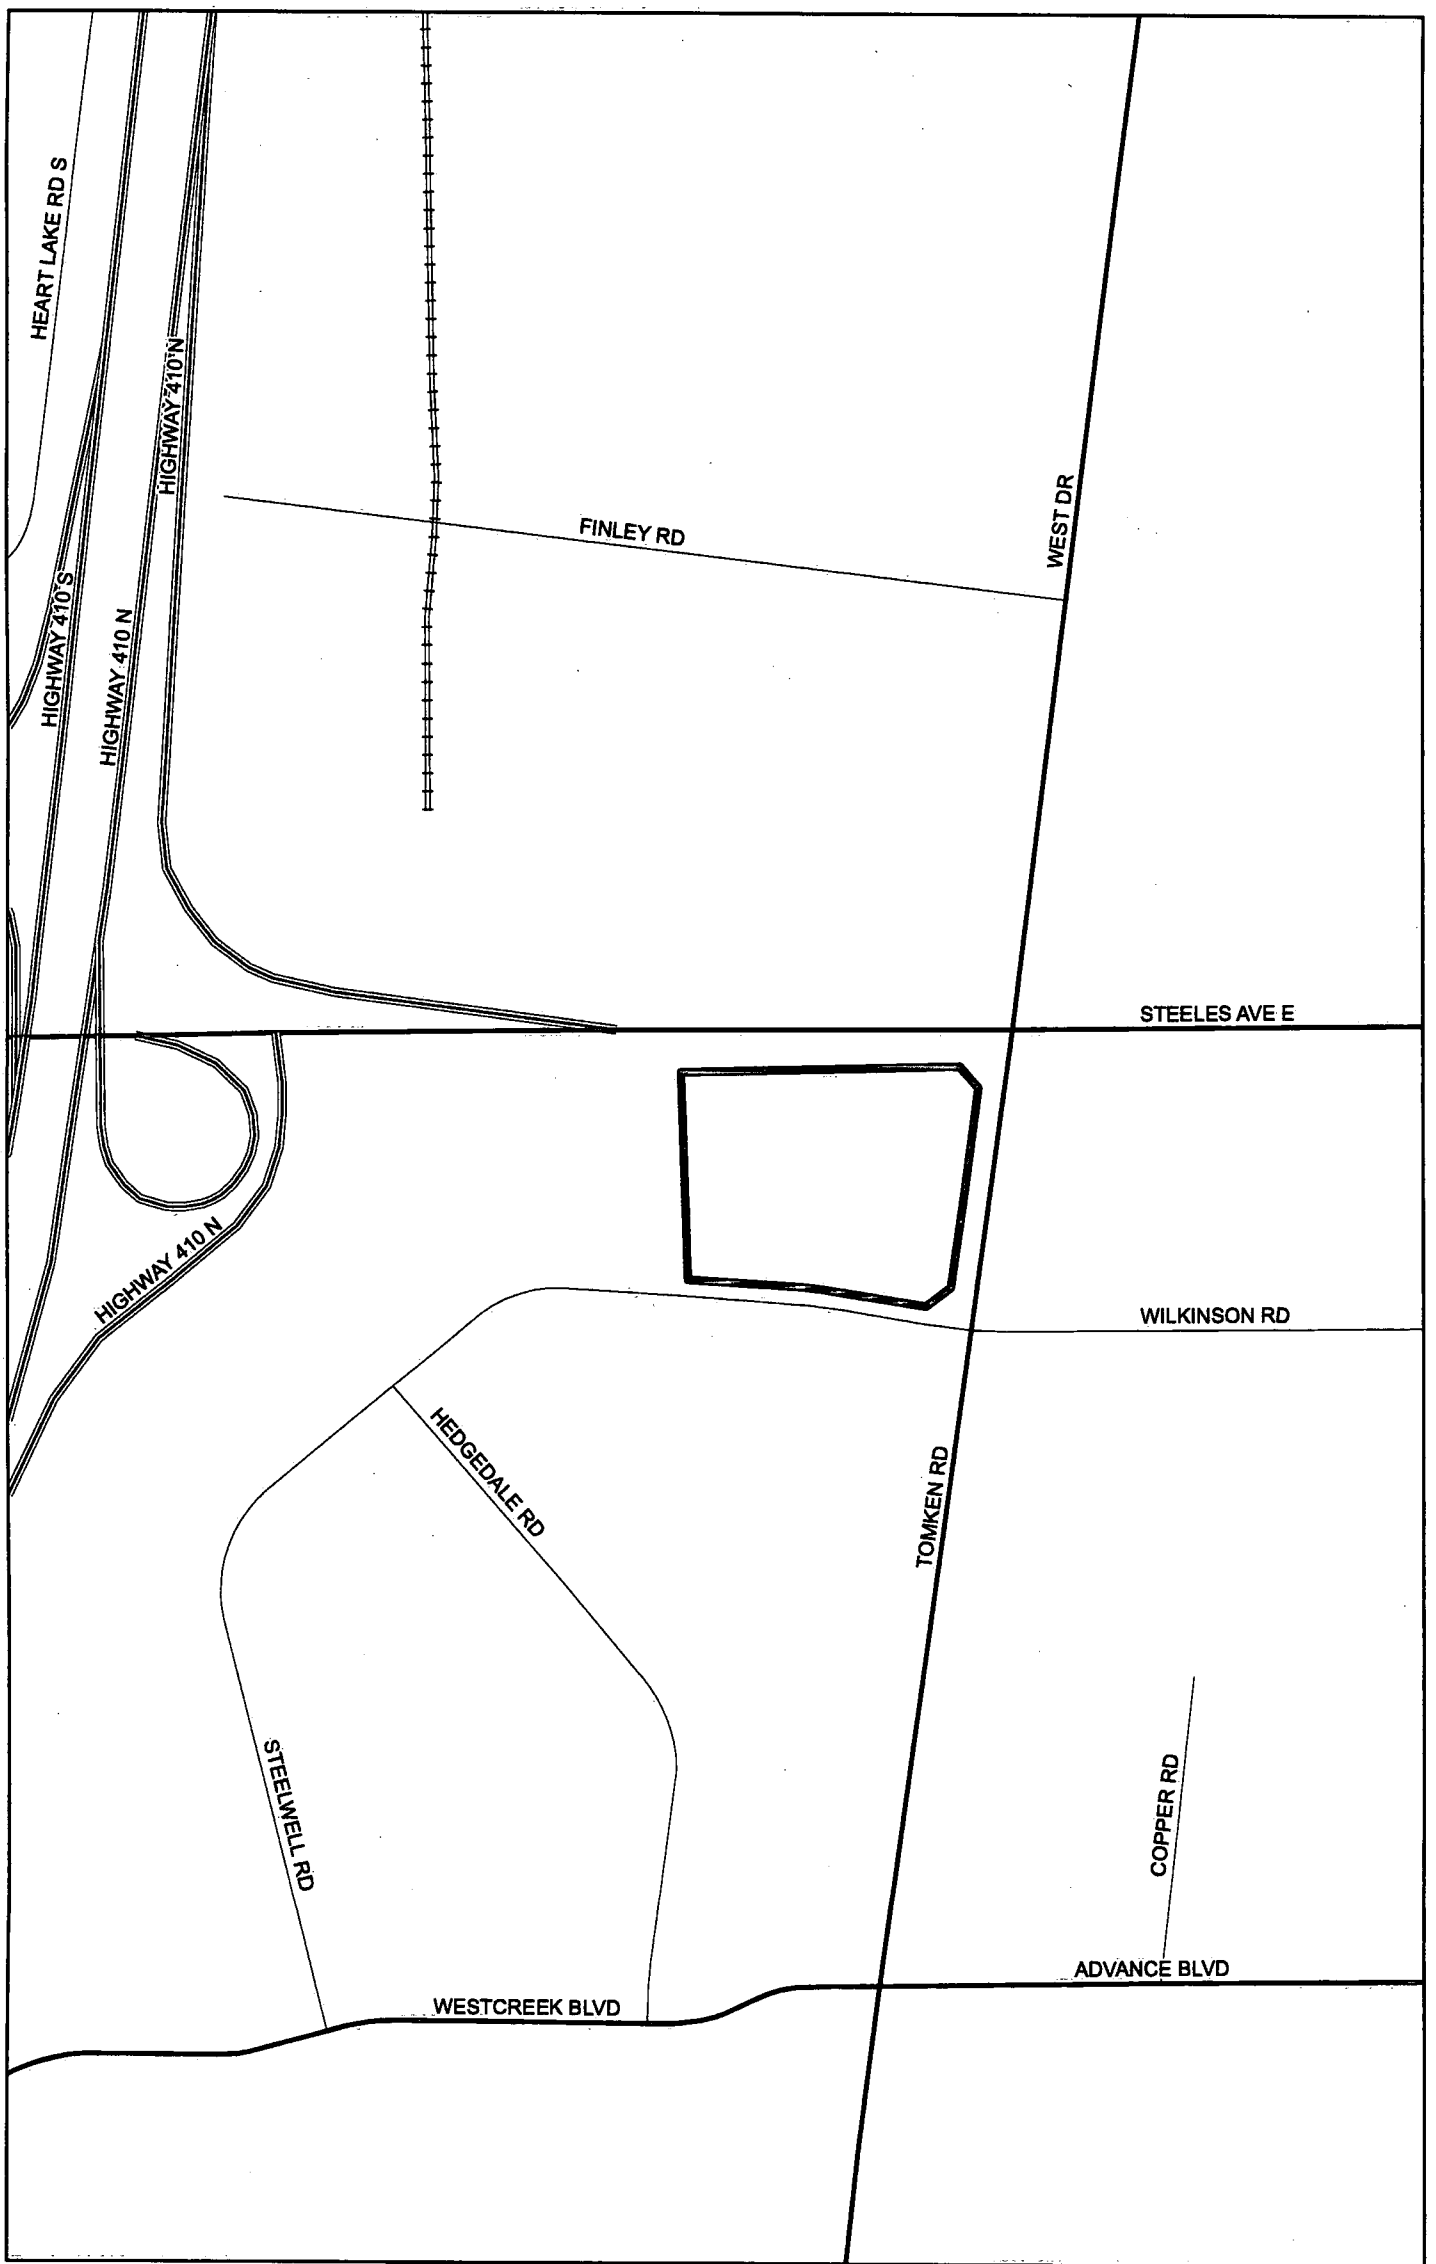 HEART LAKE RD S
HIGHWAY 410 N
FINLEY RD
WEST DR
HIGHWAY 410 S
HIGHWAY 410 N
STEELES AVE E
HIGHWAY 410 N
WILKINSON RD
HEDGEDALE RD
TOMKEN RD
STEELWELL RD
COPPER RD
ADVANCE BLVD
WESTCREEK BLVD